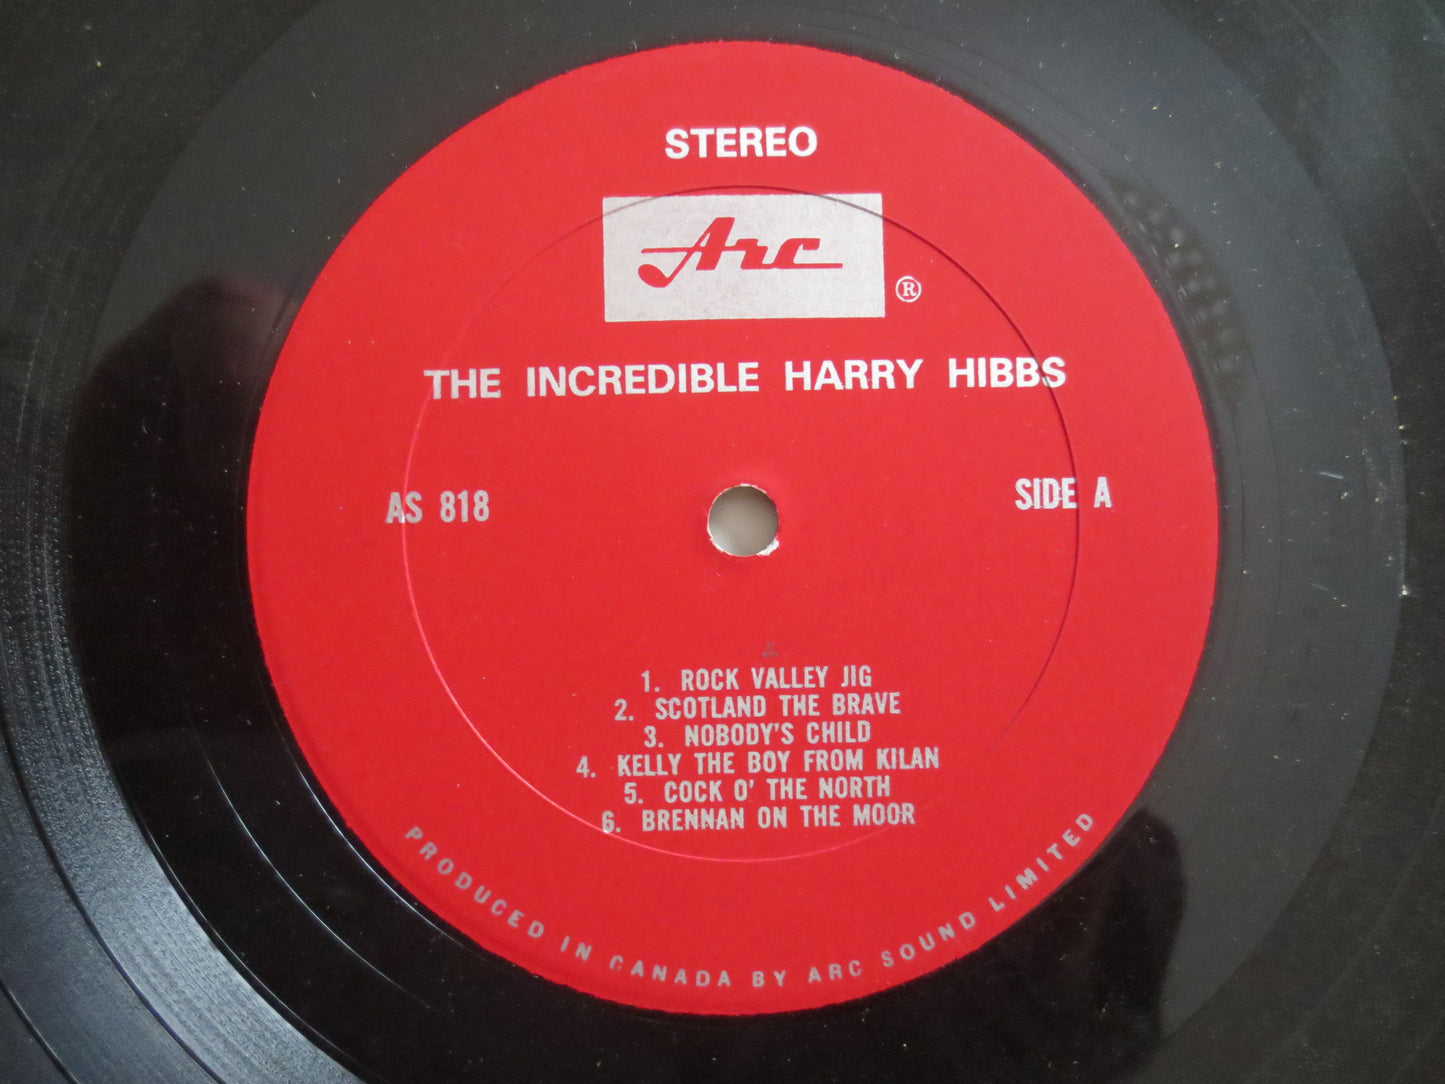 STEREO
Arc
®
THE INCREDIBLE HARRY HIBBS
AS 818
SIDE A
1. ROCK VALLEY JIG
2. SCOTLAND THE BRAVE
3. NOBODY'S CHILD
4. KELLY THE BOY FROM KILAN
5. COCK O' THE NORTH
6. BRENNAN ON THE MOOR
PRODUCED IN CANADA BY ARC SOUND LIMITED